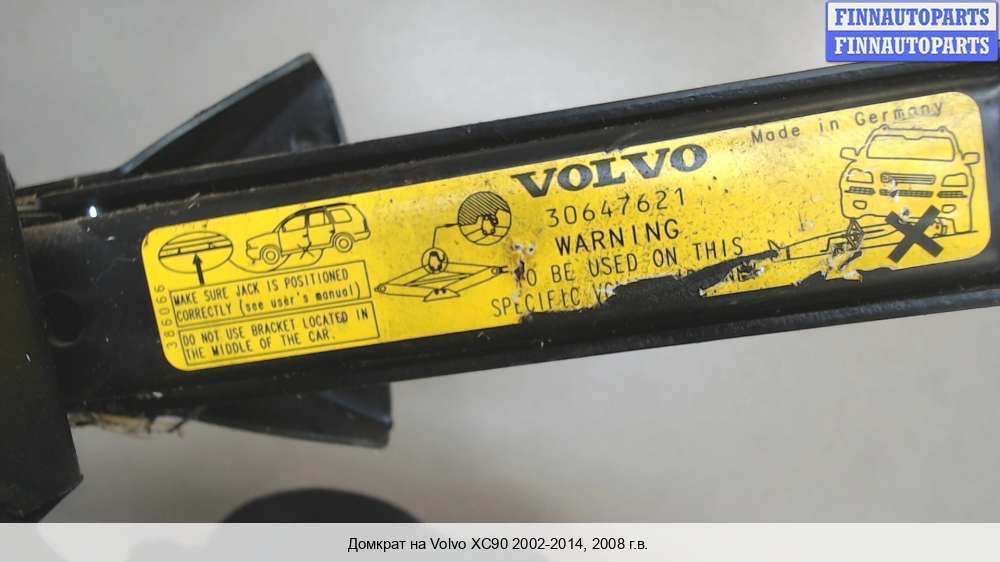 FINNAUTOPARTS
FINNAUTOPARTS
Made in Germany
VOLVO
30647621
WARNING
TO BE USED ON THIS
SPECIFIC
386066
MAKE SURE JACK IS POSITIONED
CORRECTLY (see user's manual)
DO NOT USE BRACKET LOCATED IN
THE MIDDLE OF THE CAR.
Домкрат на Volvo XC90 2002-2014, 2008 г.в.